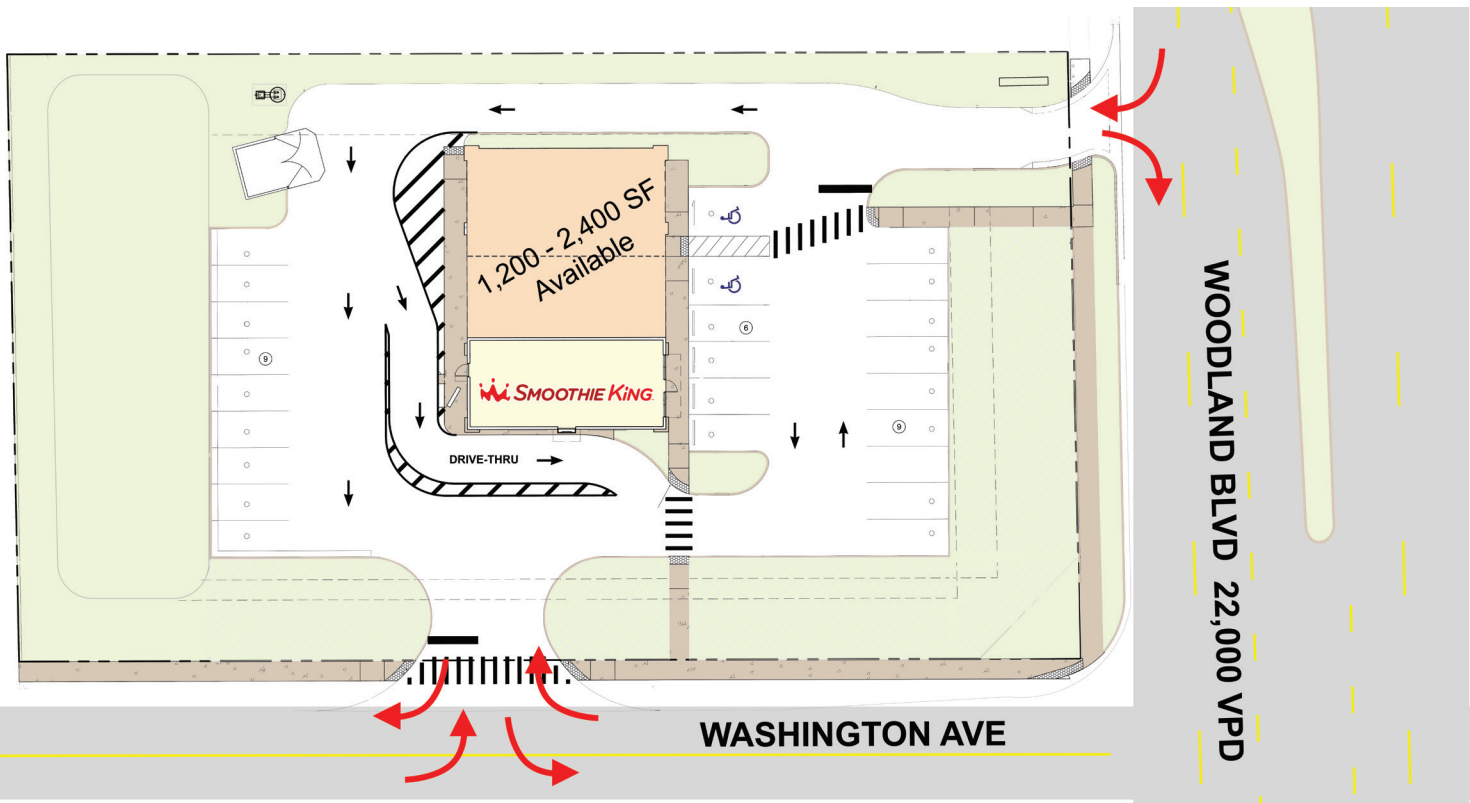 1,200 - 2,400 SF
Available
6
9
9
SMOOTHIE KING
DRIVE-THRU
WOODLAND BLVD 22,000 VPD
WASHINGTON AVE